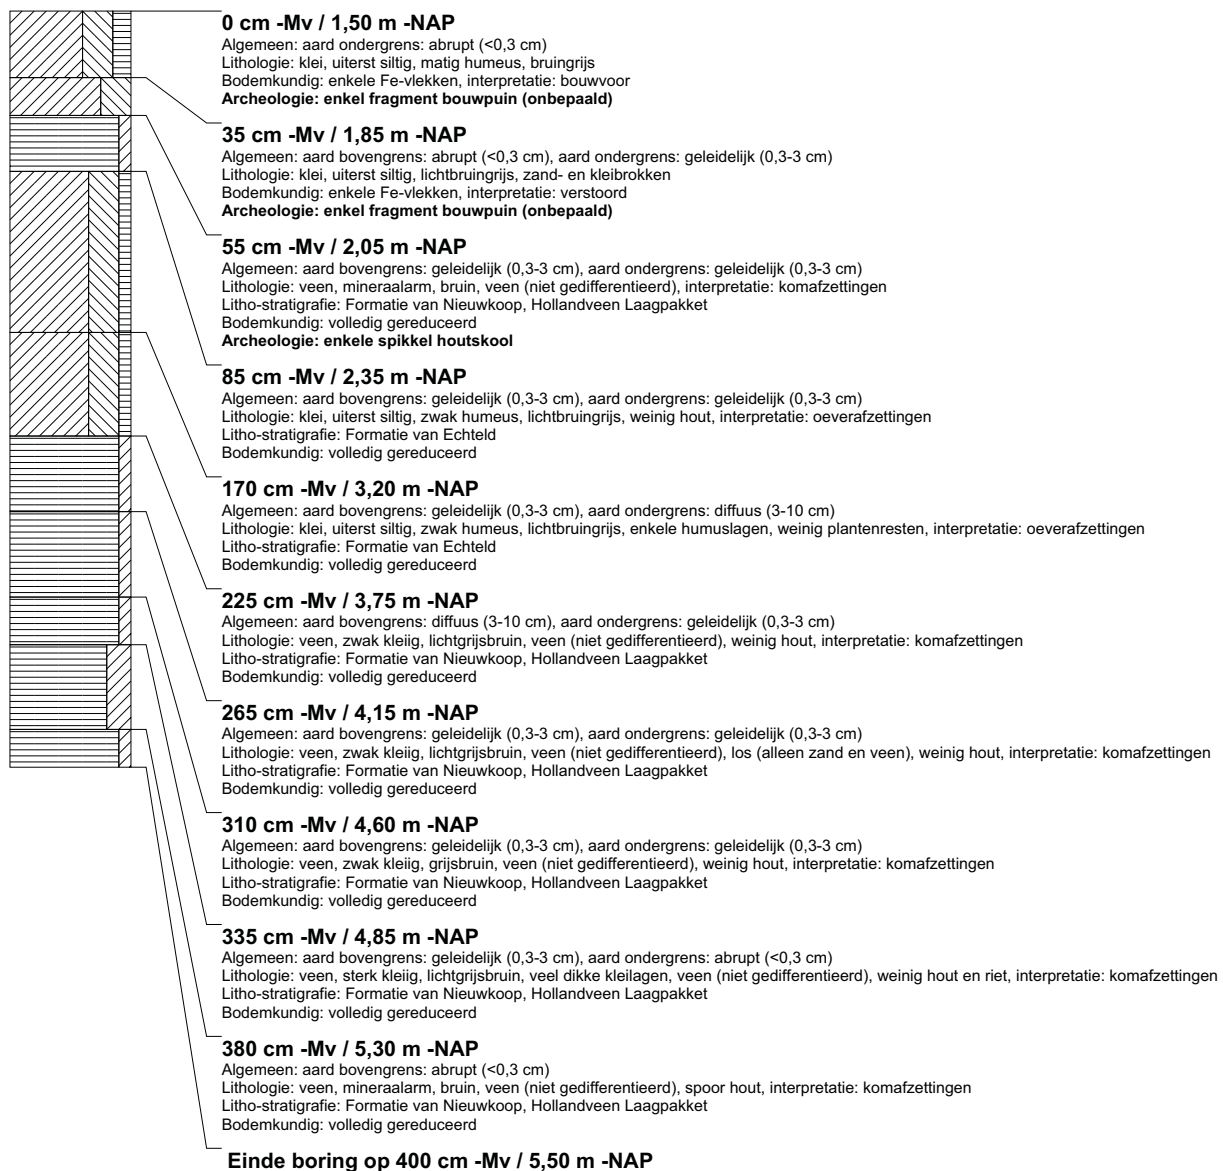 0 cm -Mv / 1,50 m -NAP
Algemeen: aard ondergrens: abrupt (<0,3 cm)
Lithologie: klei, uiterst siltig, matig humeus, bruingrijs
Bodemkundig: enkele Fe-vlekken, interpretatie: bouwvoor
Archeologie: enkel fragment bouwpuin (onbepaald)
35 cm -Mv / 1,85 m -NAP
Algemeen: aard bovengrens: abrupt (<0,3 cm), aard ondergrens: geleidelijk (0,3-3 cm)
Lithologie: klei, uiterst siltig, lichtbruingrijs, zand- en kleibrokken
Bodemkundig: enkele Fe-vlekken, interpretatie: verstoord
Archeologie: enkel fragment bouwpuin (onbepaald)
55 cm -Mv / 2,05 m -NAP
Algemeen: aard bovengrens: geleidelijk (0,3-3 cm), aard ondergrens: geleidelijk (0,3-3 cm)
Lithologie: veen, mineraalarm, bruin, veen (niet gedifferentieerd), interpretatie: komafzettingen
Litho-stratigrafie: Formatie van Nieuwkoop, Hollandveen Laagpakket
Bodemkundig: volledig gereduceerd
Archeologie: enkele spikkel houtskool
85 cm -Mv / 2,35 m -NAP
Algemeen: aard bovengrens: geleidelijk (0,3-3 cm), aard ondergrens: geleidelijk (0,3-3 cm)
Lithologie: klei, uiterst siltig, zwak humeus, lichtbruingrijs, weinig hout, interpretatie: oeverafzettingen
Litho-stratigrafie: Formatie van Echteld
Bodemkundig: volledig gereduceerd
170 cm -Mv / 3,20 m -NAP
Algemeen: aard bovengrens: geleidelijk (0,3-3 cm), aard ondergrens: diffuus (3-10 cm)
Lithologie: klei, uiterst siltig, zwak humeus, lichtbruingrijs, enkele humuslagen, weinig plantenresten, interpretatie: oeverafzettingen
Litho-stratigrafie: Formatie van Echteld
Bodemkundig: volledig gereduceerd
225 cm -Mv / 3,75 m -NAP
Algemeen: aard bovengrens: diffuus (3-10 cm), aard ondergrens: geleidelijk (0,3-3 cm)
Lithologie: veen, zwak kleiig, lichtgrijsbruin, veen (niet gedifferentieerd), weinig hout, interpretatie: komafzettingen
Litho-stratigrafie: Formatie van Nieuwkoop, Hollandveen Laagpakket
Bodemkundig: volledig gereduceerd
265 cm -Mv / 4,15 m -NAP
Algemeen: aard bovengrens: geleidelijk (0,3-3 cm), aard ondergrens: geleidelijk (0,3-3 cm)
Lithologie: veen, zwak kleiig, lichtgrijsbruin, veen (niet gedifferentieerd), los (alleen zand en veen), weinig hout, interpretatie: komafzettingen
Litho-stratigrafie: Formatie van Nieuwkoop, Hollandveen Laagpakket
Bodemkundig: volledig gereduceerd
310 cm -Mv / 4,60 m -NAP
Algemeen: aard bovengrens: geleidelijk (0,3-3 cm), aard ondergrens: geleidelijk (0,3-3 cm)
Lithologie: veen, zwak kleiig, grijsbruin, veen (niet gedifferentieerd), weinig hout, interpretatie: komafzettingen
Litho-stratigrafie: Formatie van Nieuwkoop, Hollandveen Laagpakket
Bodemkundig: volledig gereduceerd
335 cm -Mv / 4,85 m -NAP
Algemeen: aard bovengrens: geleidelijk (0,3-3 cm), aard ondergrens: abrupt (<0,3 cm)
Lithologie: veen, sterk kleiig, lichtgrijsbruin, veel dikke kleilagen, veen (niet gedifferentieerd), weinig hout en riet, interpretatie: komafzettingen
Litho-stratigrafie: Formatie van Nieuwkoop, Hollandveen Laagpakket
Bodemkundig: volledig gereduceerd
380 cm -Mv / 5,30 m -NAP
Algemeen: aard bovengrens: abrupt (<0,3 cm)
Lithologie: veen, mineraalarm, bruin, veen (niet gedifferentieerd), spoor hout, interpretatie: komafzettingen
Litho-stratigrafie: Formatie van Nieuwkoop, Hollandveen Laagpakket
Bodemkundig: volledig gereduceerd
Einde boring op 400 cm -Mv / 5,50 m -NAP